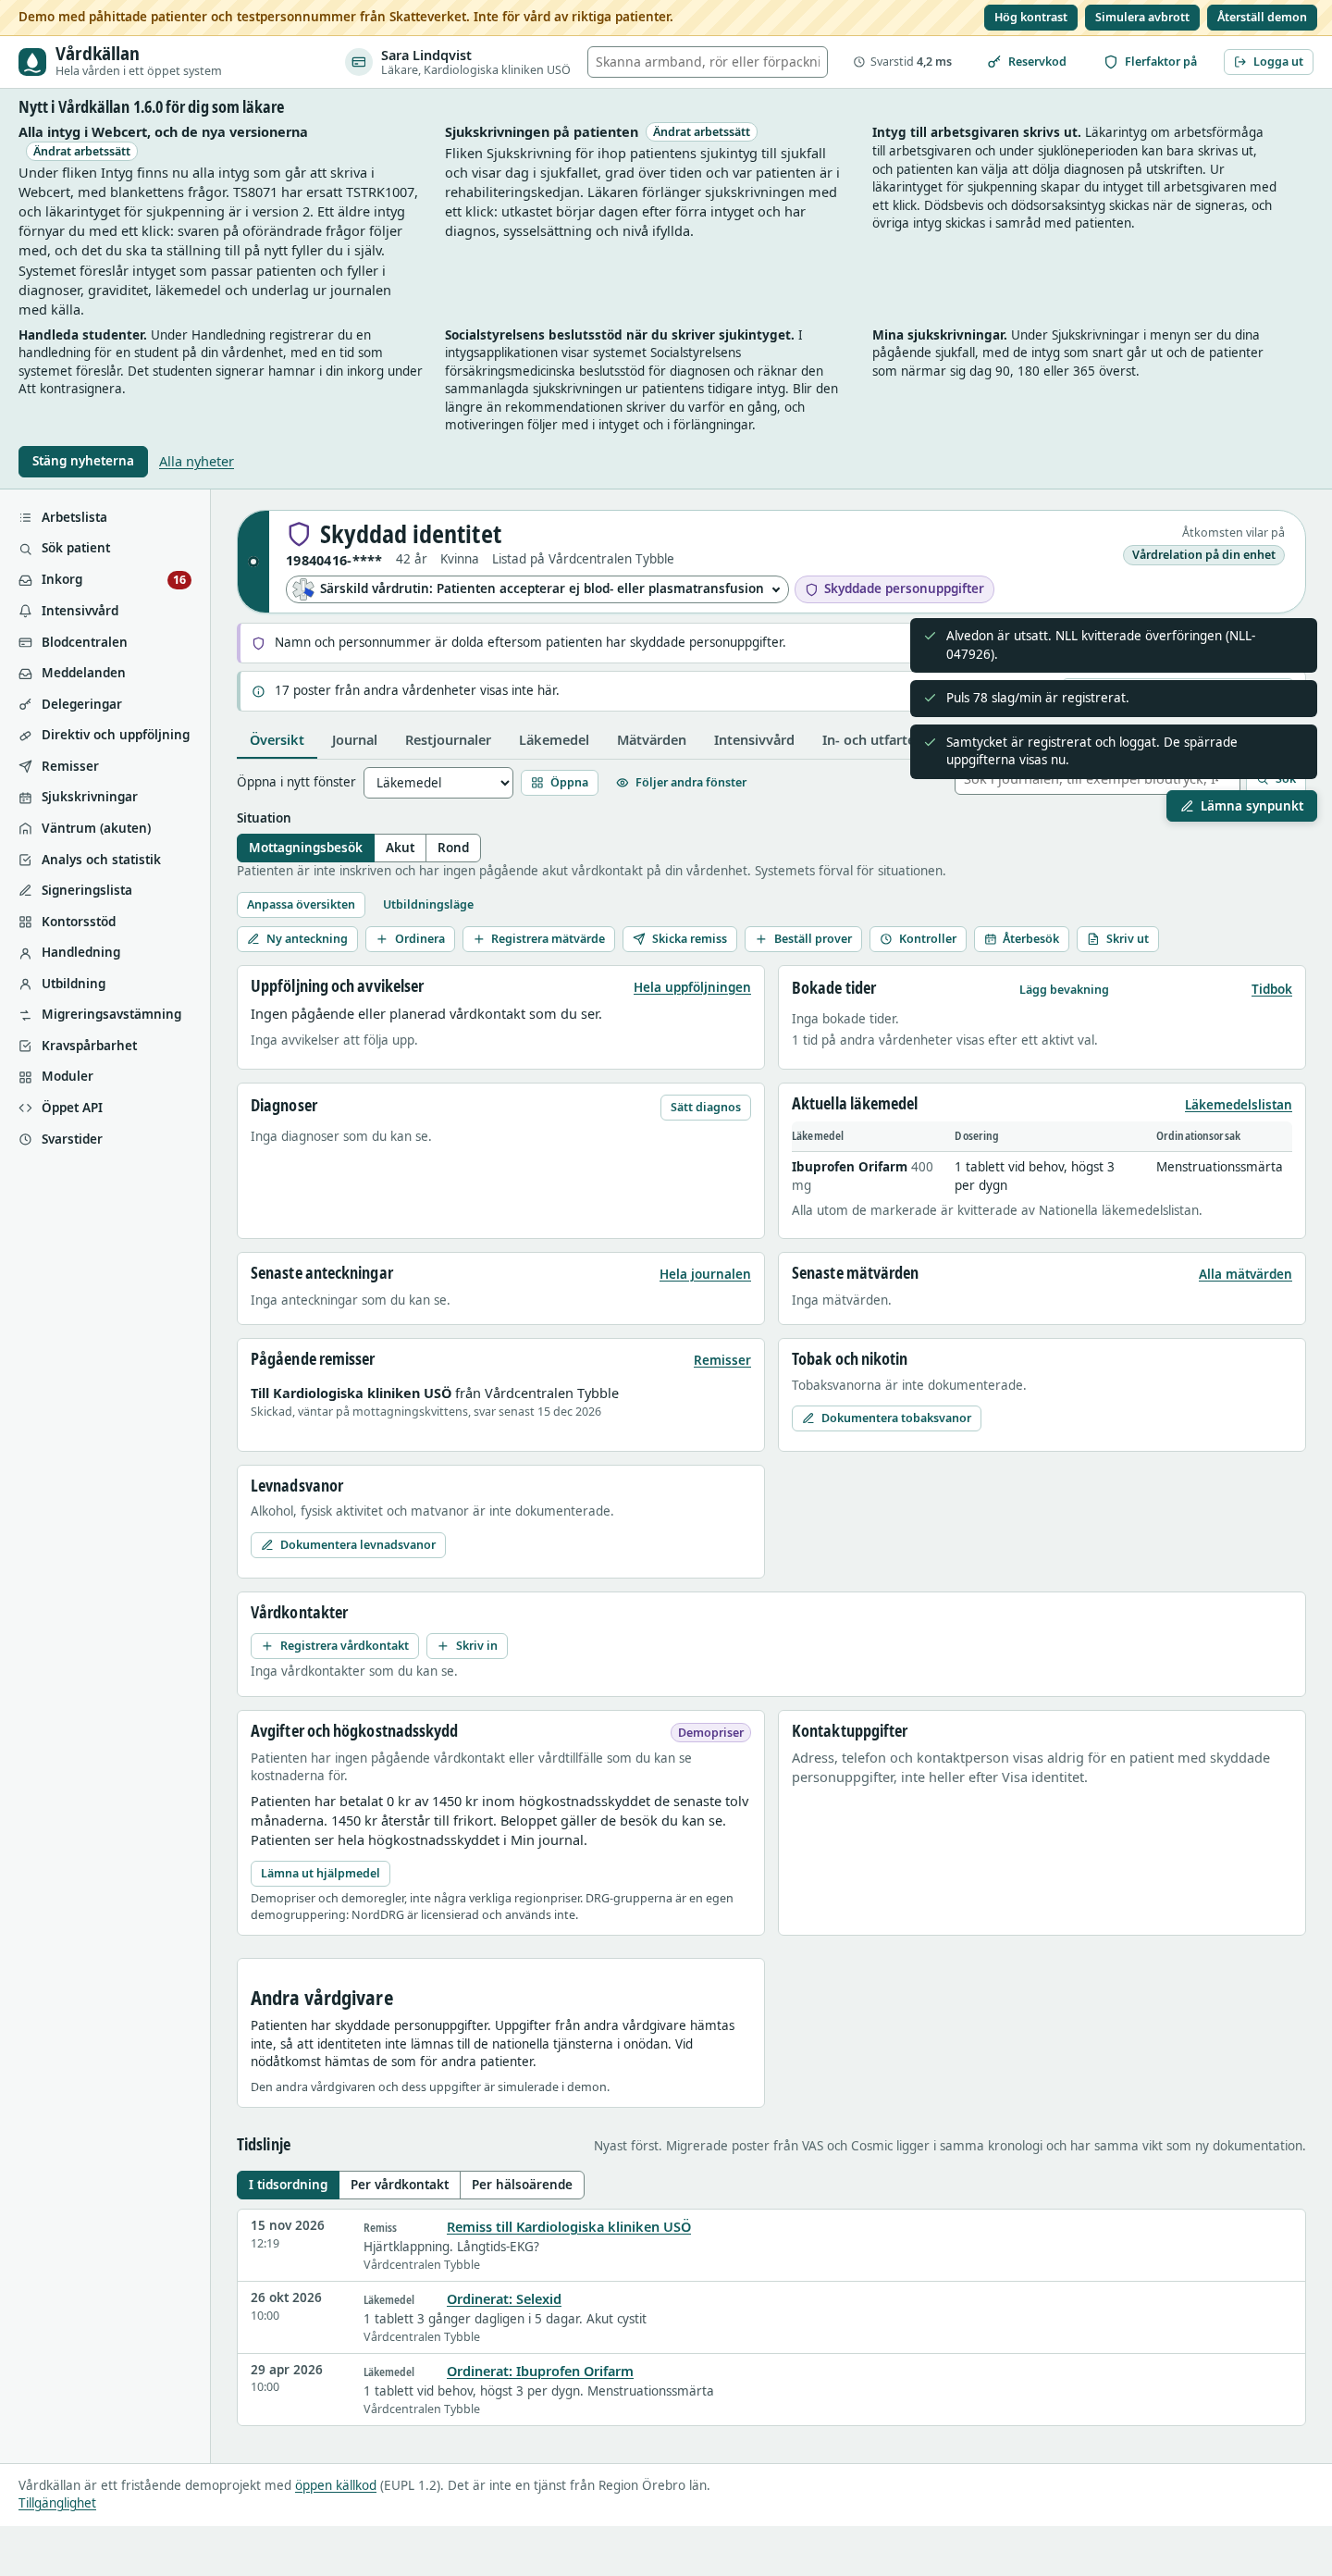 Demo med påhittade patienter och testpersonnummer från Skatteverket. Inte för vård av riktiga patienter.
Hög kontrast
Simulera avbrott
Återställ demon
Vårdkällan
Hela vården i ett öppet system
Sara Lindqvist
Läkare, Kardiologiska kliniken USÖ
Skanna armband, rör eller förpackni
Svarstid 4,2 ms
Reservkod
Flerfaktor på
Logga ut
Nytt i Vårdkällan 1.6.0 för dig som läkare
Alla intyg i Webcert, och de nya versionerna
Ändrat arbetssätt
Under fliken Intyg finns nu alla intyg som går att skriva i
Webcert, med blankettens frågor. TS8071 har ersatt TSTRK1007,
och läkarintyget för sjukpenning är i version 2. Ett äldre intyg
förnyar du med ett klick: svaren på oförändrade frågor följer
med, och det du ska ta ställning till på nytt fyller du i själv.
Systemet föreslår intyget som passar patienten och fyller i
diagnoser, graviditet, läkemedel och underlag ur journalen
med källa.
Sjukskrivningen på patienten
Ändrat arbetssätt
Fliken Sjukskrivning för ihop patientens sjukintyg till sjukfall
och visar dag i sjukfallet, grad över tiden och var patienten är i
rehabiliteringskedjan. Läkaren förlänger sjukskrivningen med
ett klick: utkastet börjar dagen efter förra intyget och har
diagnos, sysselsättning och nivå ifyllda.
Intyg till arbetsgivaren skrivs ut. Läkarintyg om arbetsförmåga
till arbetsgivaren och under sjuklöneperioden kan bara skrivas ut,
och patienten kan välja att dölja diagnosen på utskriften. Ur
läkarintyget för sjukpenning skapar du intyget till arbetsgivaren med
ett klick. Dödsbevis och dödsorsaksintyg skickas när de signeras, och
övriga intyg skickas i samråd med patienten.
Handleda studenter. Under Handledning registrerar du en
handledning för en student på din vårdenhet, med en tid som
systemet föreslår. Det studenten signerar hamnar i din inkorg under
Att kontrasignera.
Socialstyrelsens beslutsstöd när du skriver sjukintyget. I
intygsapplikationen visar systemet Socialstyrelsens
försäkringsmedicinska beslutsstöd för diagnosen och räknar den
sammanlagda sjukskrivningen ur patientens tidigare intyg. Blir den
längre än rekommendationen skriver du varför en gång, och
motiveringen följer med i intyget och i förlängningar.
Mina sjukskrivningar. Under Sjukskrivningar i menyn ser du dina
pågående sjukfall, med de intyg som snart går ut och de patienter
som närmar sig dag 90, 180 eller 365 överst.
Stäng nyheterna
Alla nyheter
Arbetslista
Sök patient
Inkorg
16
Intensivvård
Blodcentralen
Meddelanden
Delegeringar
Direktiv och uppföljning
Remisser
Sjukskrivningar
Väntrum (akuten)
Analys och statistik
Signeringslista
Kontorsstöd
Handledning
Utbildning
Migreringsavstämning
Kravspårbarhet
Moduler
Öppet API
Svarstider
Skyddad identitet
19840416-****
42 år
Kvinna
Listad på Vårdcentralen Tybble
Åtkomsten vilar på
Vårdrelation på din enhet
Särskild vårdrutin: Patienten accepterar ej blod- eller plasmatransfusion
Skyddade personuppgifter
Namn och personnummer är dolda eftersom patienten har skyddade personuppgifter.
17 poster från andra vårdenheter visas inte här.
Alvedon är utsatt. NLL kvitterade överföringen (NLL-
047926).
Puls 78 slag/min är registrerat.
Samtycket är registrerat och loggat. De spärrade
uppgifterna visas nu.
Lämna synpunkt
Översikt
Journal
Restjournaler
Läkemedel
Mätvärden
Intensivvård
Öppna i nytt fönster
Läkemedel
Öppna
Följer andra fönster
Situation
Mottagningsbesök
Akut
Rond
Patienten är inte inskriven och har ingen pågående akut vårdkontakt på din vårdenhet. Systemets förval för situationen.
Anpassa översikten
Utbildningsläge
Ny anteckning
Ordinera
Registrera mätvärde
Skicka remiss
Beställ prover
Kontroller
Återbesök
Skriv ut
Uppföljning och avvikelser
Hela uppföljningen
Ingen pågående eller planerad vårdkontakt som du ser.
Inga avvikelser att följa upp.
Bokade tider
Lägg bevakning
Tidbok
Inga bokade tider.
1 tid på andra vårdenheter visas efter ett aktivt val.
Diagnoser
Sätt diagnos
Inga diagnoser som du kan se.
Aktuella läkemedel
Läkemedelslistan
Läkemedel
Dosering
Ordinationsorsak
Ibuprofen Orifarm 400
mg
1 tablett vid behov, högst 3
per dygn
Menstruationssmärta
Alla utom de markerade är kvitterade av Nationella läkemedelslistan.
Senaste anteckningar
Hela journalen
Inga anteckningar som du kan se.
Senaste mätvärden
Alla mätvärden
Inga mätvärden.
Pågående remisser
Remisser
Till Kardiologiska kliniken USÖ från Vårdcentralen Tybble
Skickad, väntar på mottagningskvittens, svar senast 15 dec 2026
Tobak och nikotin
Tobaksvanorna är inte dokumenterade.
Dokumentera tobaksvanor
Levnadsvanor
Alkohol, fysisk aktivitet och matvanor är inte dokumenterade.
Dokumentera levnadsvanor
Vårdkontakter
Registrera vårdkontakt
Skriv in
Inga vårdkontakter som du kan se.
Avgifter och högkostnadsskydd
Demopriser
Patienten har ingen pågående vårdkontakt eller vårdtillfälle som du kan se
kostnaderna för.
Patienten har betalat 0 kr av 1450 kr inom högkostnadsskyddet de senaste tolv
månaderna. 1450 kr återstår till frikort. Beloppet gäller de besök du kan se.
Patienten ser hela högkostnadsskyddet i Min journal.
Lämna ut hjälpmedel
Demopriser och demoregler, inte några verkliga regionpriser. DRG-grupperna är en egen
demogruppering: NordDRG är licensierad och används inte.
Kontaktuppgifter
Adress, telefon och kontaktperson visas aldrig för en patient med skyddade
personuppgifter, inte heller efter Visa identitet.
Andra vårdgivare
Patienten har skyddade personuppgifter. Uppgifter från andra vårdgivare hämtas
inte, så att identiteten inte lämnas till de nationella tjänsterna i onödan. Vid
nödåtkomst hämtas de som för andra patienter.
Den andra vårdgivaren och dess uppgifter är simulerade i demon.
Tidslinje
Nyast först. Migrerade poster från VAS och Cosmic ligger i samma kronologi och har samma vikt som ny dokumentation.
I tidsordning
Per vårdkontakt
Per hälsoärende
15 nov 2026
12:19
Remiss
Remiss till Kardiologiska kliniken USÖ
Hjärtklappning. Långtids-EKG?
Vårdcentralen Tybble
26 okt 2026
10:00
Läkemedel
Ordinerat: Selexid
1 tablett 3 gånger dagligen i 5 dagar. Akut cystit
Vårdcentralen Tybble
29 apr 2026
10:00
Läkemedel
Ordinerat: Ibuprofen Orifarm
1 tablett vid behov, högst 3 per dygn. Menstruationssmärta
Vårdcentralen Tybble
Vårdkällan är ett fristående demoprojekt med öppen källkod (EUPL 1.2). Det är inte en tjänst från Region Örebro län.
Tillgänglighet